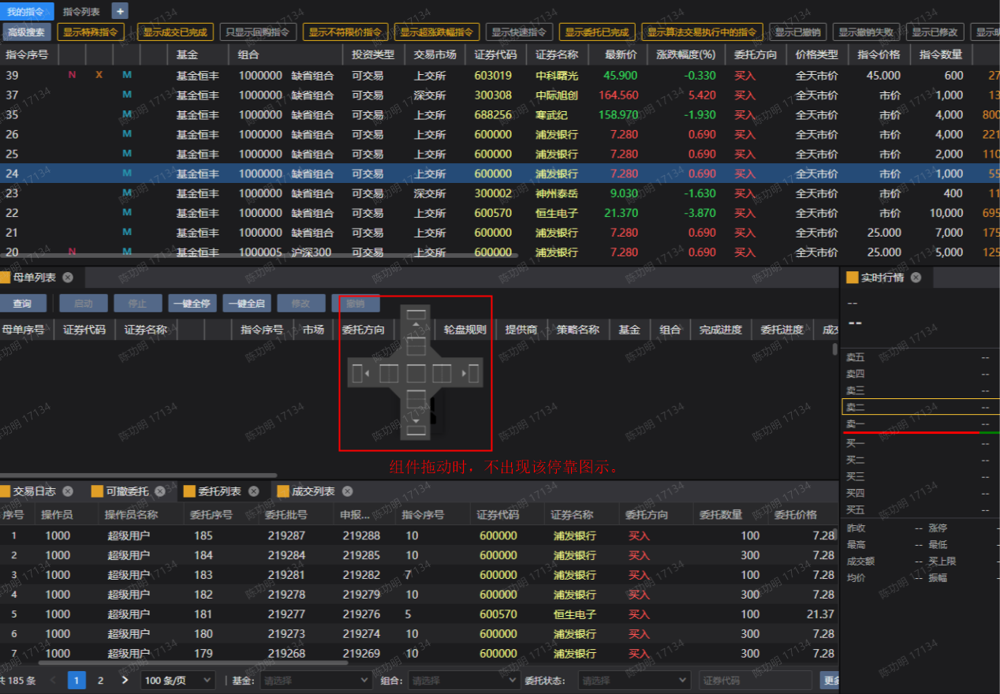 我的指令 指令列表 +
高级搜索 显示特殊指令 显示成交已完成 只显示回购指令 显示不符限价指令 显示超涨跌幅指令 显示快速指令 显示委托已完成 显示算法交易执行中的指令 显示已撤销 显示撤销失败 显示已修改
指令序号 基金 组合 投资类型 交易市场 证券代码 证券名称 最新价 涨跌幅度(%) 委托方向 价格类型 指令价格 指令数量
39 N X M 基金恒丰 1000000 缺省组合 可交易 上交所 603019 中科曙光 45.900 -0.330 买入 全天市价 45.000 600 27
37 M 基金恒丰 1000000 缺省组合 可交易 深交所 300308 中际旭创 164.560 5.420 买入 全天市价 市价 1,000 13
35 M 基金恒丰 1000000 缺省组合 可交易 上交所 688256 寒武纪 158.970 -1.930 买入 全天市价 市价 4,000 800
26 M 基金恒丰 1000000 缺省组合 可交易 上交所 600000 浦发银行 7.280 0.690 买入 全天市价 市价 4,000 221
25 M 基金恒丰 1000000 缺省组合 可交易 上交所 600000 浦发银行 7.280 0.690 买入 全天市价 市价 2,000 110
24 M 基金恒丰 1000000 缺省组合 可交易 上交所 600000 浦发银行 7.280 0.690 买入 全天市价 市价 1,000 55
23 M 基金恒丰 1000000 缺省组合 可交易 深交所 300002 神州泰岳 9.030 -1.630 买入 全天市价 市价 400 11
22 M 基金恒丰 1000000 缺省组合 可交易 上交所 600570 恒生电子 21.370 -3.870 买入 全天市价 市价 10,000 695
21 M 基金恒丰 1000000 缺省组合 可交易 上交所 600000 浦发银行 7.280 0.690 买入 全天市价 25.000 7,000 175
20 N M 基金恒丰 1000005 沪深300 可交易 上交所 600000 浦发银行 7.280 0.690 买入 全天市价 25.000 5,000 125
母单列表
查询 启动 停止 一键全停 一键全启 修改 撤销
母单序号 证券代码 证券名称 指令序号 市场 委托方向 轮盘规则 提供商 策略名称 基金 组合 完成进度 委托进度
组件拖动时，不出现该停靠图示。
实时行情
--
--
卖五 --
卖四 --
卖三 --
卖二 --
卖一 --
买一 --
买二 --
买三 --
买四 --
买五 --
昨收 -- 涨停
最高 -- 最低
成交额 -- 买上限
均价 -- 振幅
交易日志 可撤委托 委托列表 成交列表
序号 操作员 操作员名称 委托序号 委托批号 申报... 指令序号 证券代码 证券名称 委托方向 委托数量 委托价格
1 1000 超级用户 185 219287 219288 10 600000 浦发银行 买入 100 7.28
2 1000 超级用户 184 219284 219285 10 600000 浦发银行 买入 300 7.28
3 1000 超级用户 183 219281 219282 7 600000 浦发银行 买入 100 7.28
4 1000 超级用户 182 219278 219279 10 600000 浦发银行 买入 300 7.28
5 1000 超级用户 181 219277 219276 5 600570 恒生电子 买入 100 21.37
6 1000 超级用户 180 219273 219274 10 600000 浦发银行 买入 300 7.28
7 1000 超级用户 179 219268 219269 10 600000 浦发银行 买入 300 7.28
共 185 条 1 2 100 条/页 基金: 请选择 组合: 请选择 委托状态: 请选择 证券代码 更多
陈功明 17134